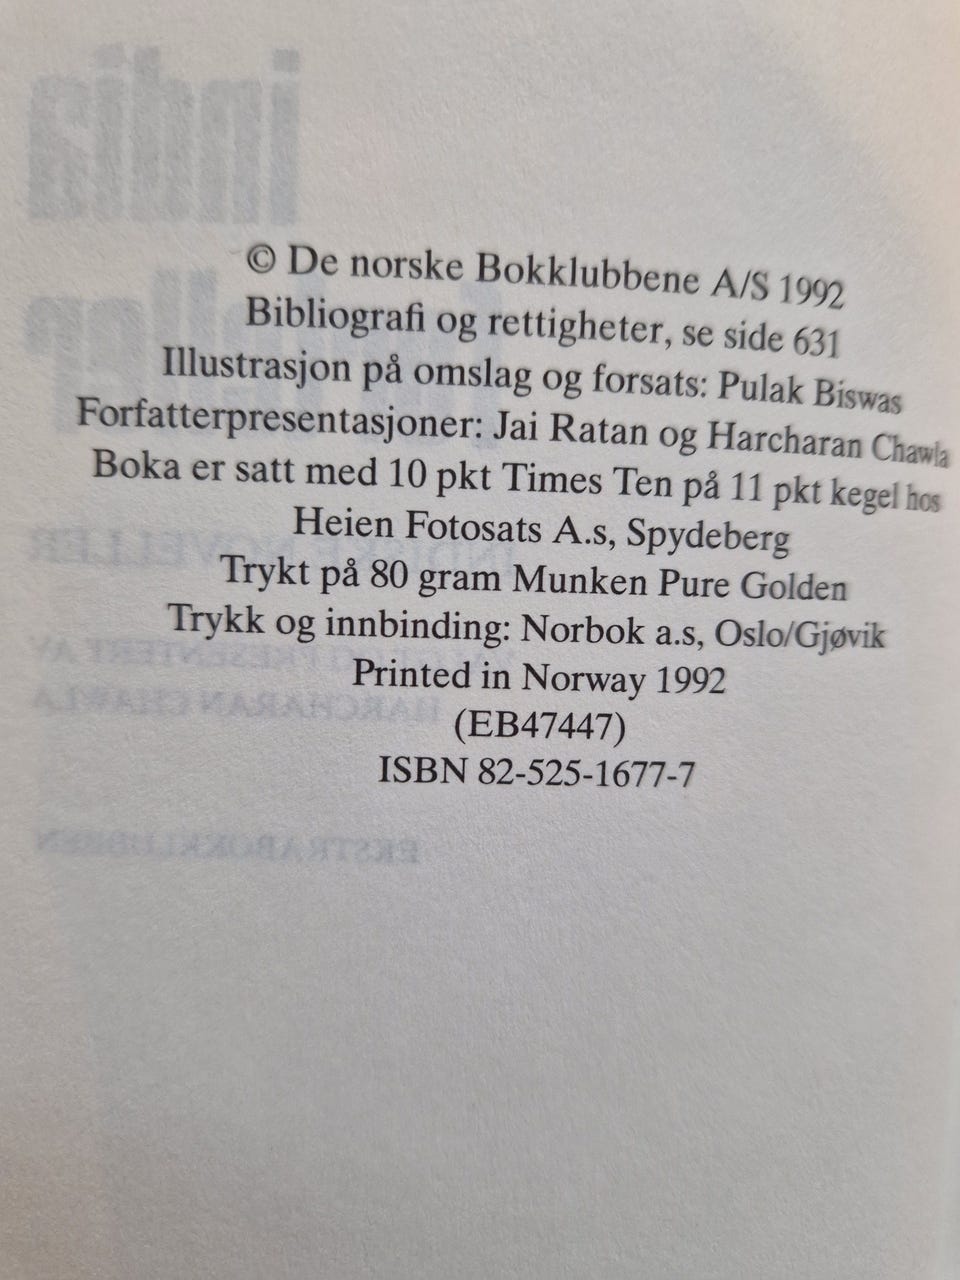 © De norske Bokklubbene A/S 1992
Bibliografi og rettigheter, se side 631
Illustrasjon på omslag og forsats: Pulak Biswas
Forfatterpresentasjoner: Jai Ratan og Harcharan Chawla
Boka er satt med 10 pkt Times Ten på 11 pkt kegel hos
Heien Fotosats A.s, Spydeberg
Trykt på 80 gram Munken Pure Golden
Trykk og innbinding: Norbok a.s, Oslo/Gjøvik
Printed in Norway 1992
(EB47447)
ISBN 82-525-1677-7